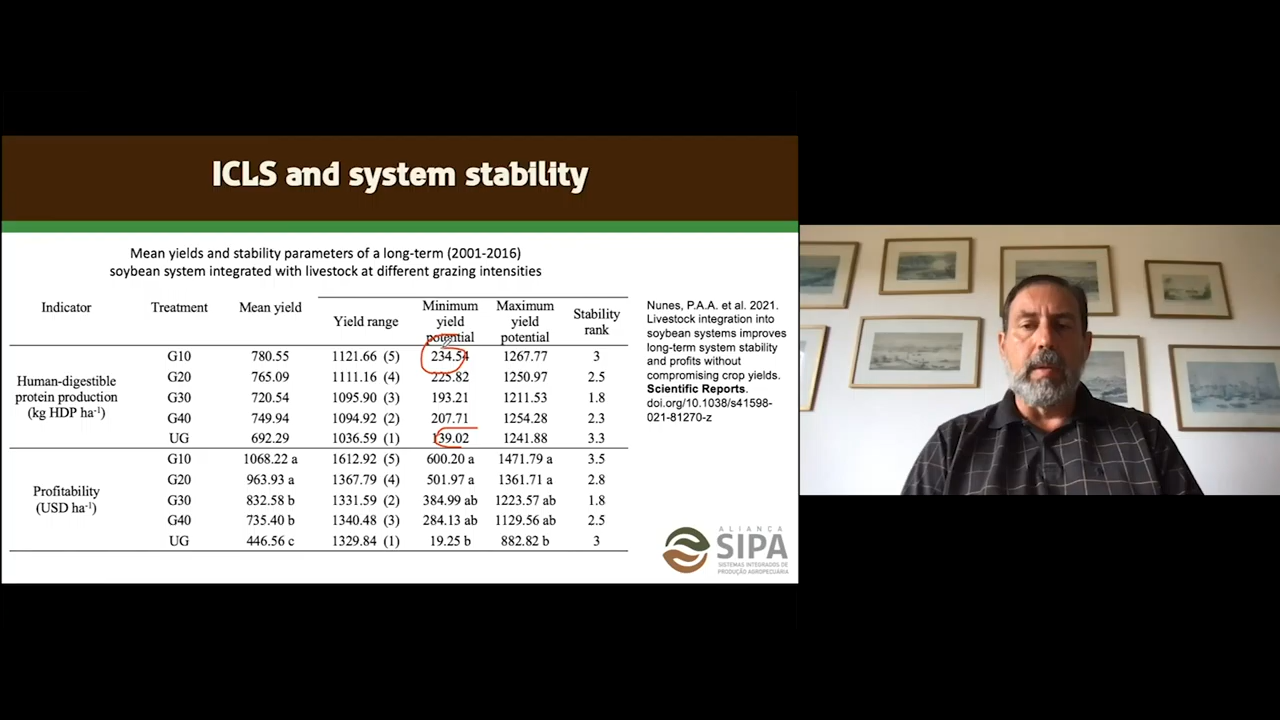 ICLS and system stability
Mean yields and stability parameters of a long-term (2001-2016)
soybean system integrated with livestock at different grazing intensities
Indicator Treatment Mean yield Yield range Minimum yield potential Maximum yield potential Stability rank
Human-digestible protein production (kg HDP ha-1)
G10 780.55 1121.66 (5) 234.54 1267.77 3
G20 765.09 1111.16 (4) 225.82 1250.97 2.5
G30 720.54 1095.90 (3) 193.21 1211.53 1.8
G40 749.94 1094.92 (2) 207.71 1254.28 2.3
UG 692.29 1036.59 (1) 139.02 1241.88 3.3
Profitability (USD ha-1)
G10 1068.22 a 1612.92 (5) 600.20 a 1471.79 a 3.5
G20 963.93 a 1367.79 (4) 501.97 a 1361.71 a 2.8
G30 832.58 b 1331.59 (2) 384.99 ab 1223.57 ab 1.8
G40 735.40 b 1340.48 (3) 284.13 ab 1129.56 ab 2.5
UG 446.56 c 1329.84 (1) 19.25 b 882.82 b 3
Nunes, P.A.A. et al. 2021.
Livestock integration into
soybean systems improves
long-term system stability
and profits without
compromising crop yields.
Scientific Reports.
doi.org/10.1038/s41598-
021-81270-z
ALIANÇA
SIPA
SISTEMAS INTEGRADOS DE
PRODUÇÃO AGROPECUÁRIA